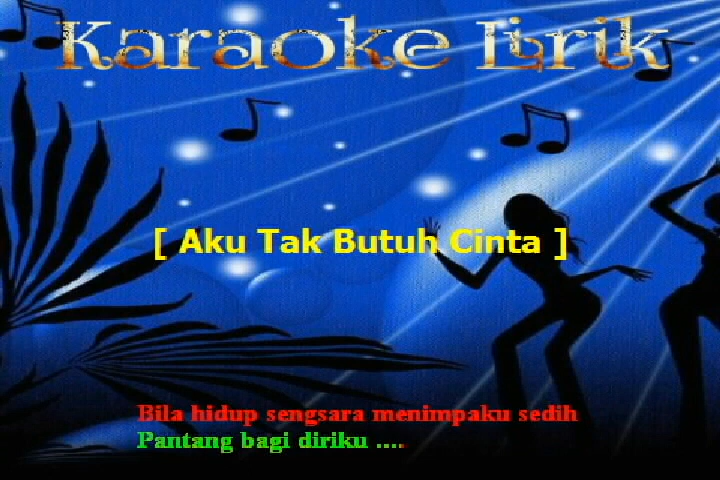 Karaoke Lirik
[ Aku Tak Butuh Cinta ]
Bila hidup sengsara menimpaku sedih
Pantang bagi diriku ....